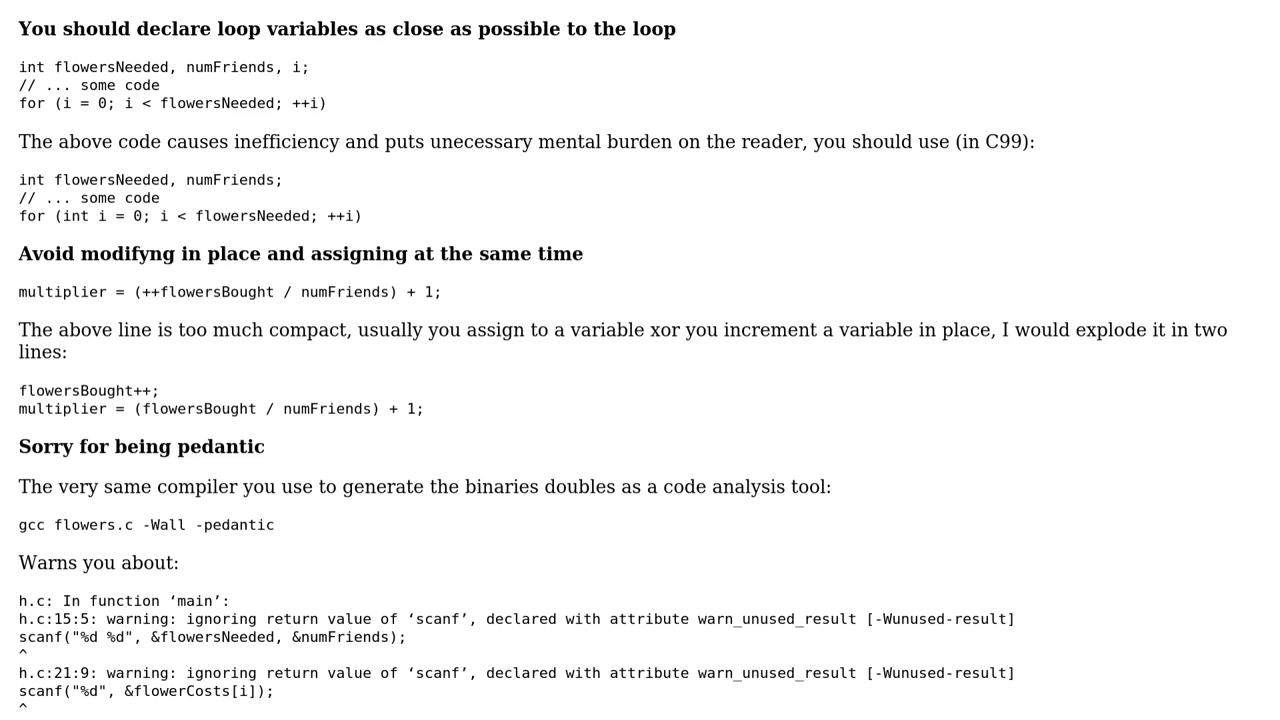 You should declare loop variables as close as possible to the loop
int flowersNeeded, numFriends, i;
// ... some code
for (i = 0; i < flowersNeeded; ++i)
The above code causes inefficiency and puts unecessary mental burden on the reader, you should use (in C99):
int flowersNeeded, numFriends;
// ... some code
for (int i = 0; i < flowersNeeded; ++i)
Avoid modifyng in place and assigning at the same time
multiplier = (++flowersBought / numFriends) + 1;
The above line is too much compact, usually you assign to a variable xor you increment a variable in place, I would explode it in two
lines:
flowersBought++;
multiplier = (flowersBought / numFriends) + 1;
Sorry for being pedantic
The very same compiler you use to generate the binaries doubles as a code analysis tool:
gcc flowers.c -Wall -pedantic
Warns you about:
h.c: In function ‘main’:
h.c:15:5: warning: ignoring return value of ‘scanf’, declared with attribute warn_unused_result [-Wunused-result]
scanf("%d %d", &flowersNeeded, &numFriends);
^
h.c:21:9: warning: ignoring return value of ‘scanf’, declared with attribute warn_unused_result [-Wunused-result]
scanf("%d", &flowerCosts[i]);
^